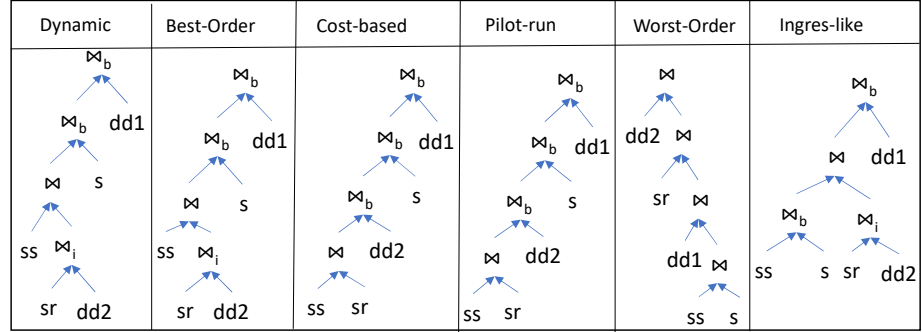 Dynamic
Best-Order
Cost-based
Pilot-run
Worst-Order
Ingres-like
⋈b
dd1
⋈b
s
⋈
ss
⋈i
sr
dd2
⋈b
dd1
⋈b
s
⋈
ss
⋈i
sr
dd2
⋈b
dd1
⋈b
s
⋈b
dd2
⋈
ss
sr
⋈b
dd1
⋈b
s
⋈b
dd2
⋈
ss
sr
⋈
dd2
⋈
sr
⋈
dd1
⋈
ss
s
⋈b
dd1
⋈
⋈b
⋈i
ss
s
sr
dd2